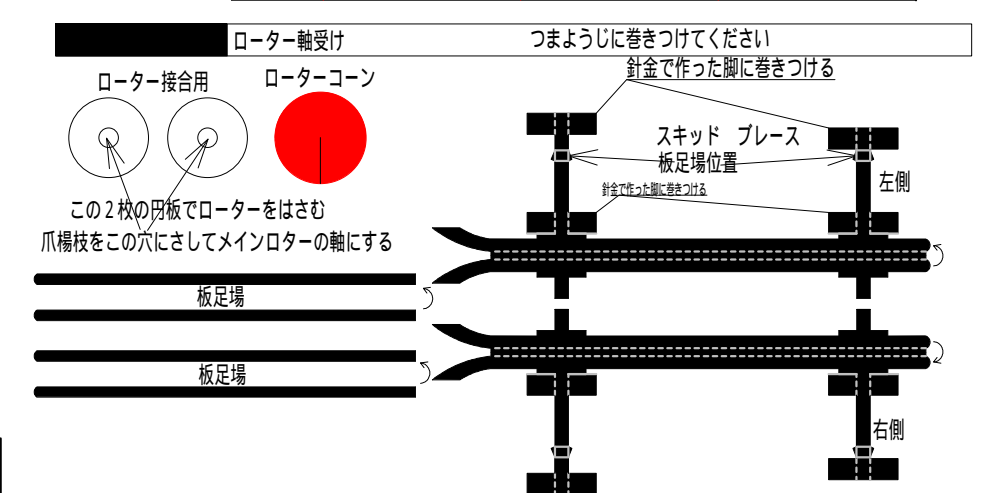 ローター軸受け
つまようじに巻きつけてください
針金で作った脚に巻きつける
ローター接合用
ローターコーン
スキッド ブレース
板足場位置
左側
針金で作った脚に巻きつける
この2枚の円板でローターをはさむ
爪楊枝をこの穴にさしてメインロターの軸にする
板足場
板足場
右側